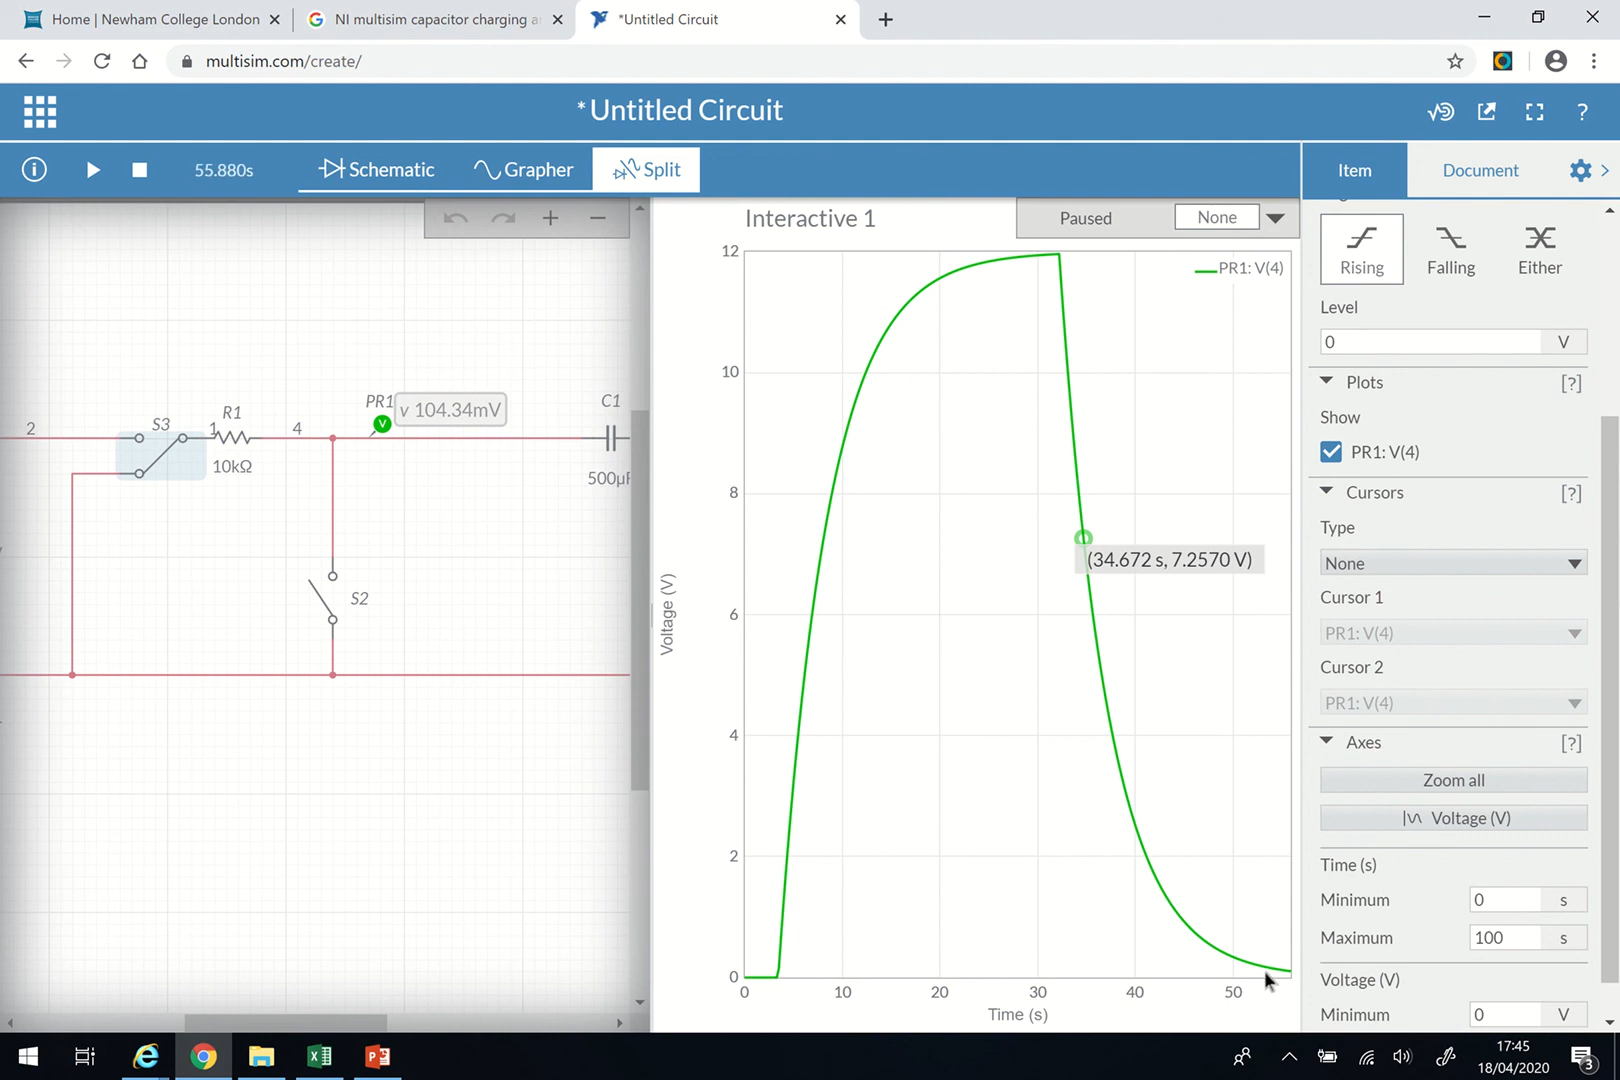 Home | Newham College London
NI multisim capacitor charging a
*Untitled Circuit
multisim.com/create/
* Untitled Circuit
?
55.880s
Schematic
Grapher
Split
Item
Document
Interactive 1
Paused
None
PR1: V(4)
12
10
8
6
4
2
0
0
10
20
30
40
50
Time (s)
Voltage (V)
(34.672 s, 7.2570 V)
2
S3
1
R1
10kΩ
4
PR1
V
v 104.34mV
C1
500μF
S2
Rising
Falling
Either
Level
0
V
Plots
[?]
Show
PR1: V(4)
Cursors
[?]
Type
None
Cursor 1
PR1: V(4)
Cursor 2
PR1: V(4)
Axes
[?]
Zoom all
Voltage (V)
Time (s)
Minimum
0
s
Maximum
100
s
Voltage (V)
Minimum
0
V
17:45
18/04/2020
3